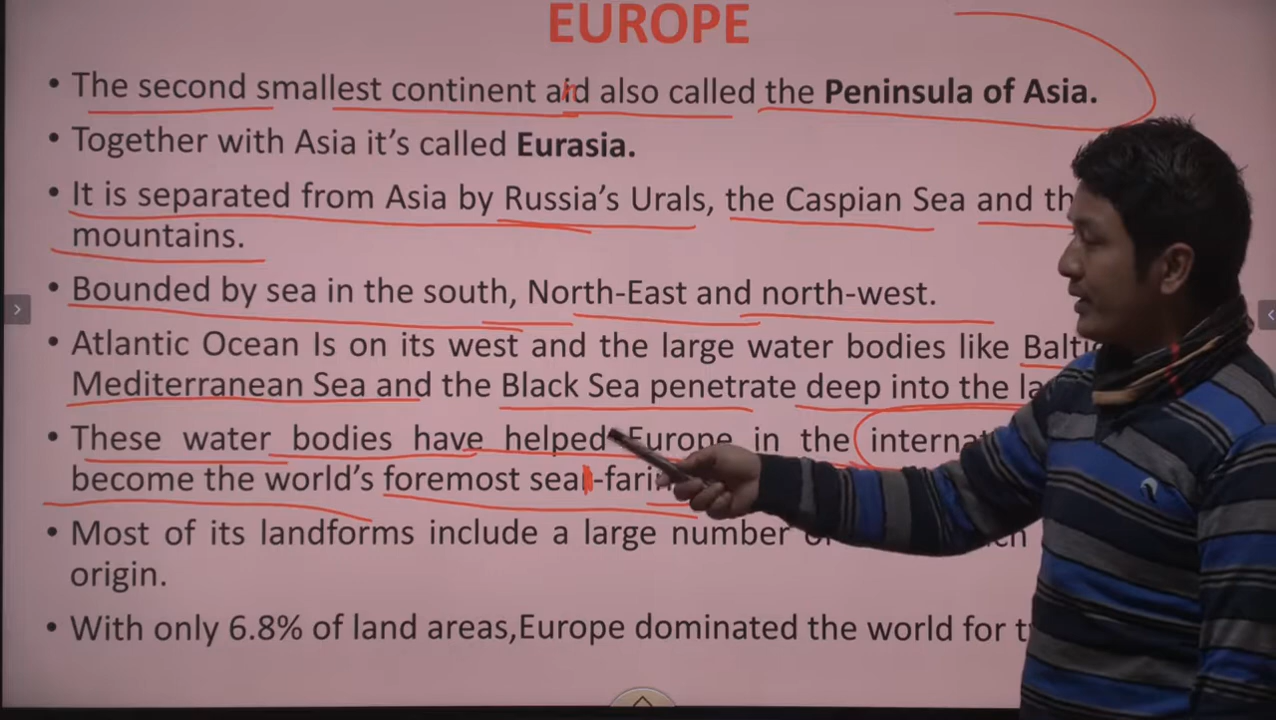 EUROPE
• The second smallest continent and also called the Peninsula of Asia.
• Together with Asia it's called Eurasia.
• It is separated from Asia by Russia's Urals, the Caspian Sea and
mountains.
• Bounded by sea in the south, North-East and north-west.
• Atlantic Ocean Is on its west and the large water bodies like
Mediterranean Sea and the Black Sea penetrate deep into the
• These water bodies have helped Europe in the
become the world's foremost
• Most of its landforms include a large number
origin.
• With only 6.8% of land areas,Europe dominated the world for